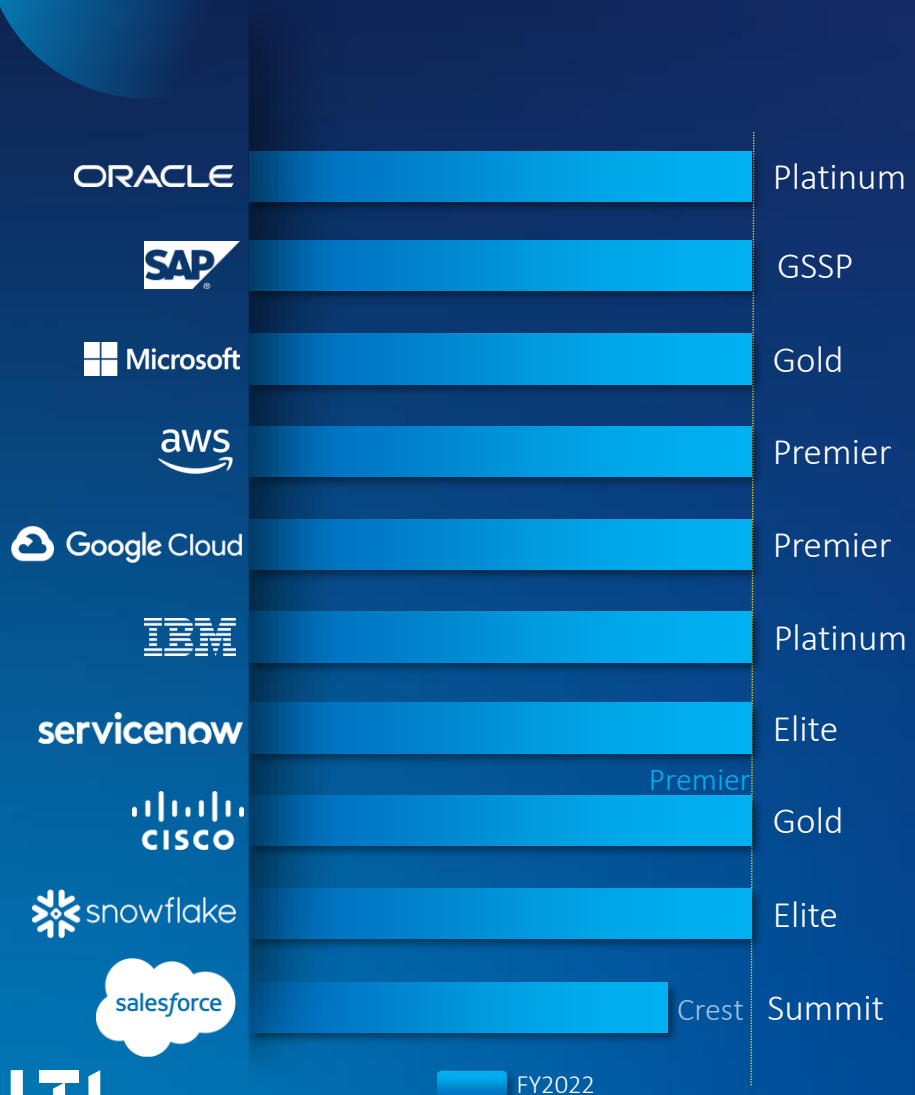 ORACLE Platinum
SAP® GSSP
Microsoft Gold
aws Premier
Google Cloud Premier
IBM Platinum
servicenow Elite
Premier
cisco Gold
snowflake Elite
salesforce Crest Summit
FY2022